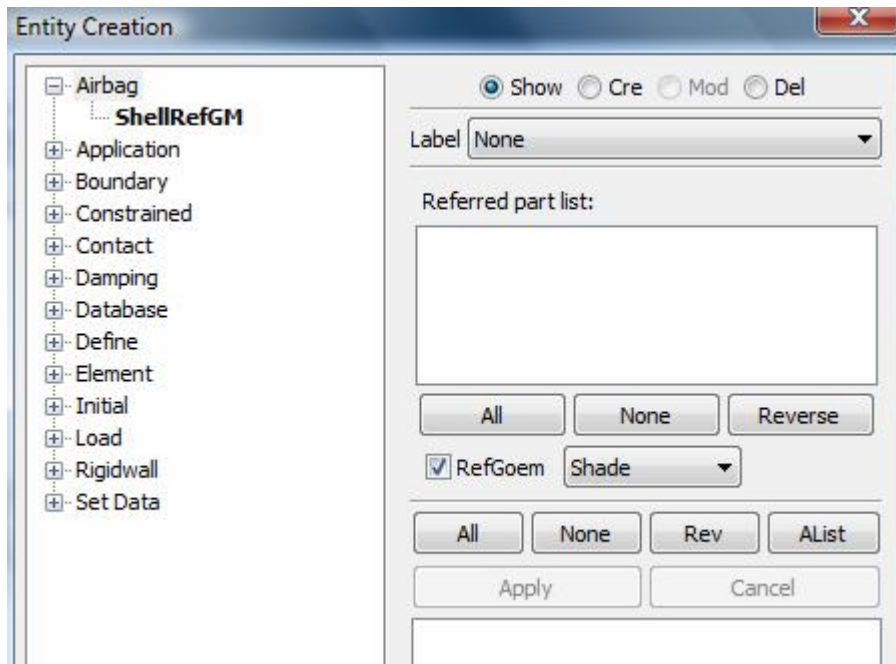 Entity Creation
Airbag
ShellRefGM
Application
Boundary
Constrained
Contact
Damping
Database
Define
Element
Initial
Load
Rigidwall
Set Data
Show Cre Mod Del
Label None
Referred part list:
All None Reverse
RefGoem Shade
All None Rev AList
Apply Cancel